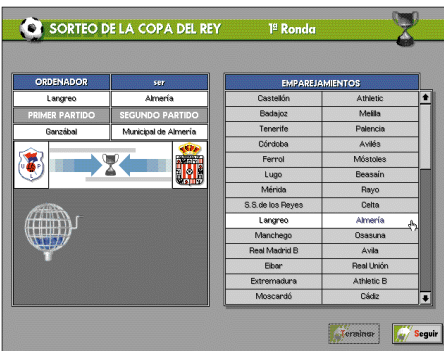 SORTEO DE LA COPA DEL REY 1ª Ronda
ORDENADOR ser
Langreo Almería
PRIMER PARTIDO SEGUNDO PARTIDO
Ganzábal Municipal de Almería
U P
L
EMPAREJAMIENTOS
Castellón Athletic
Badajoz Melilla
Tenerife Palencia
Córdoba Avilés
Ferrol Móstoles
Lugo Beasaín
Mérida Rayo
S.S.de los Reyes Celta
Langreo Almería
Manchego Osasuna
Real Madrid B Avila
Eibar Real Unión
Extremadura Athletic B
Moscardó Cádiz
Terminar Seguir